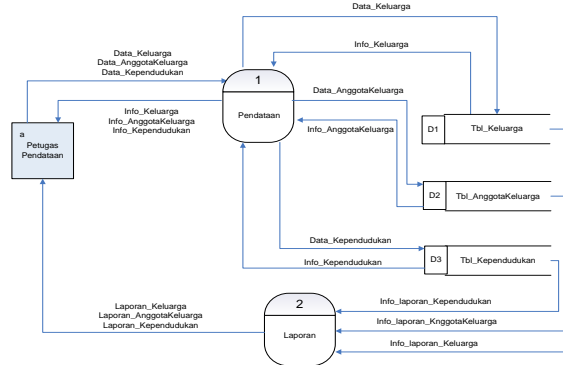 Data_Keluarga
Info_Keluarga
Data_Keluarga
Data_AnggotaKeluarga
Data_Kependudukan
1
Pendataan
Data_AnggotaKeluarga
Info_Keluarga
Info_AnggotaKeluarga
Info_Kependudukan
Info_AnggotaKeluarga
D1
Tbl_Keluarga
a
Petugas
Pendataan
D2
Tbl_AnggotaKeluarga
Data_Kependudukan
Info_Kependudukan
D3
Tbl_Kependudukan
Laporan_Keluarga
Laporan_AnggotaKeluarga
Laporan_Kependudukan
2
Laporan
Info_laporan_Kependudukan
Info_laporan_KnggotaKeluarga
Info_laporan_Keluarga